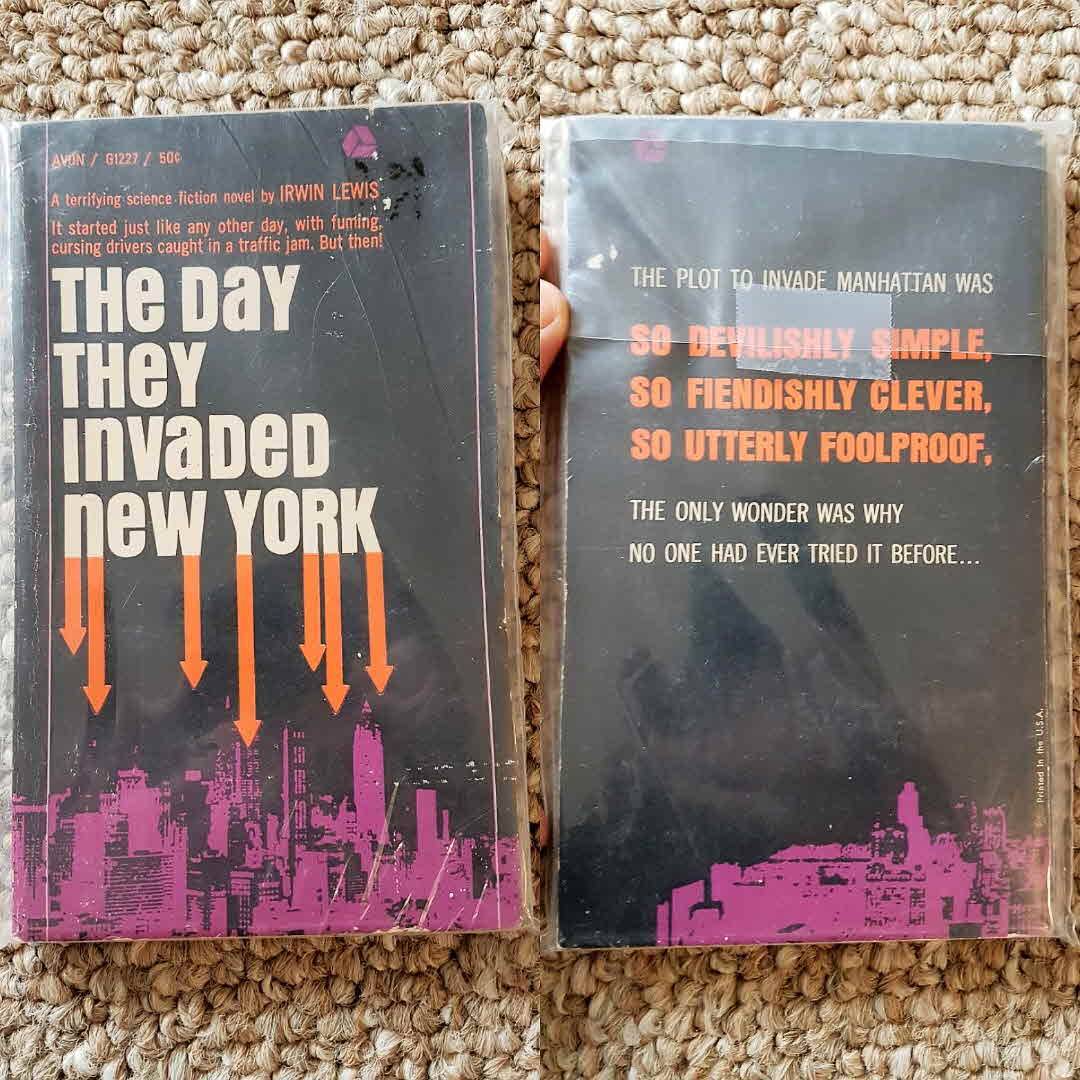 AVON / G1227 / 50¢
A terrifying science fiction novel by IRWIN LEWIS
It started just like any other day, with fuming,
cursing drivers caught in a traffic jam. But then!
THe Day
THey
invaDeD
new YORK
THE PLOT TO INVADE MANHATTAN WAS
SO DEVILISHLY SIMPLE,
SO FIENDISHLY CLEVER,
SO UTTERLY FOOLPROOF,
THE ONLY WONDER WAS WHY
NO ONE HAD EVER TRIED IT BEFORE...
Printed in the U.S.A.